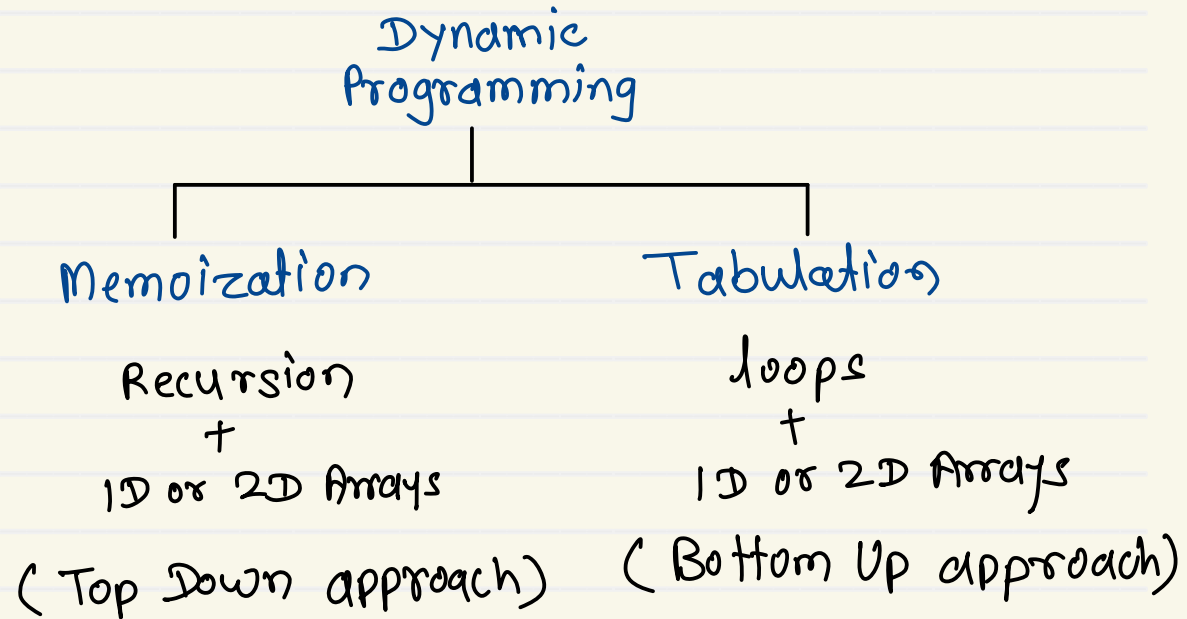 Dynamic
Programming
Memoization
Tabulation
Recursion
loops
+
+
1D or 2D Arrays
1D or 2D Arrays
(Top Down approach)
(Bottom Up approach)